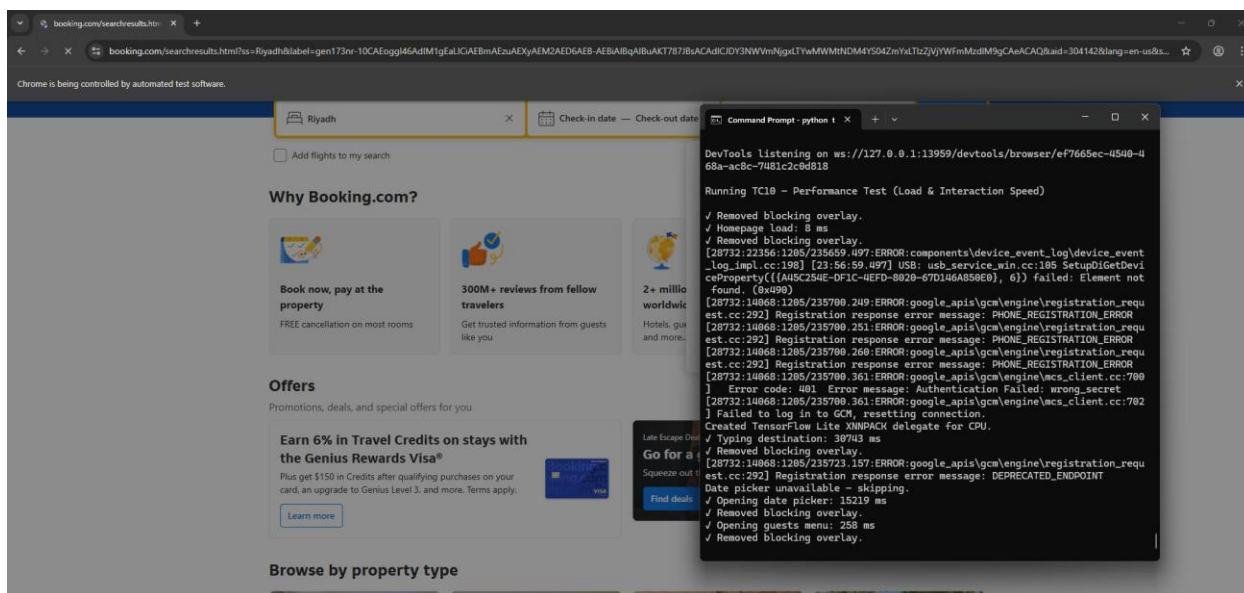 booking.com/searchresults.htm
booking.com/searchresults.html?ss=Riyadh&label=
Chrome is being controlled by automated test software.
Riyadh
Check-in date — Check-out date
Add flights to my search
Why Booking.com?
Book now, pay at the
property
FREE cancellation on most rooms
300M+ reviews from fellow
travelers
Get trusted information from guests
like you
2+ millio
worldwic
Hotels, gue
and more..
Offers
Promotions, deals, and special offers for you
Earn 6% in Travel Credits on stays with
the Genius Rewards Visa®
Plus get $150 in Credits after qualifying purchases on your
card, an upgrade to Genius Level 3, and more. Terms apply.
Learn more
Booking
VISA
Late Escape Dea
Go for a g
Squeeze out t
Find deals
Browse by property type
Command Prompt - python t
DevTools listening on ws://127.0.0.1:13959/devtools/browser/ef7665ec-4540-4
68a-ac8c-7481c2c0d818
Running TC10 – Performance Test (Load & Interaction Speed)
√ Removed blocking overlay.
√ Homepage load: 8 ms
√ Removed blocking overlay.
[28732:22356:1205/235659.497:ERROR:components\device_event_log\device_event
_log_impl.cc:198] [23:56:59.497] USB: usb_service_win.cc:105 SetupDiGetDevi
ceProperty({{A45C254E-DF1C-4EFD-8020-67D146A850E0}, 6}) failed: Element not
found. (0x490)
[28732:14068:1205/235700.249:ERROR:google_apis\gcm\engine\registration_requ
est.cc:292] Registration response error message: PHONE_REGISTRATION_ERROR
[28732:14068:1205/235700.251:ERROR:google_apis\gcm\engine\registration_requ
est.cc:292] Registration response error message: PHONE_REGISTRATION_ERROR
[28732:14068:1205/235700.260:ERROR:google_apis\gcm\engine\registration_requ
est.cc:292] Registration response error message: PHONE_REGISTRATION_ERROR
[28732:14068:1205/235700.361:ERROR:google_apis\gcm\engine\mcs_client.cc:700
]   Error code: 401  Error message: Authentication Failed: wrong_secret
[28732:14068:1205/235700.361:ERROR:google_apis\gcm\engine\mcs_client.cc:702
] Failed to log in to GCM, resetting connection.
Created TensorFlow Lite XNNPACK delegate for CPU.
√ Typing destination: 30743 ms
√ Removed blocking overlay.
[28732:14068:1205/235723.157:ERROR:google_apis\gcm\engine\registration_requ
est.cc:292] Registration response error message: DEPRECATED_ENDPOINT
Date picker unavailable – skipping.
√ Opening date picker: 15219 ms
√ Removed blocking overlay.
√ Opening guests menu: 258 ms
√ Removed blocking overlay.